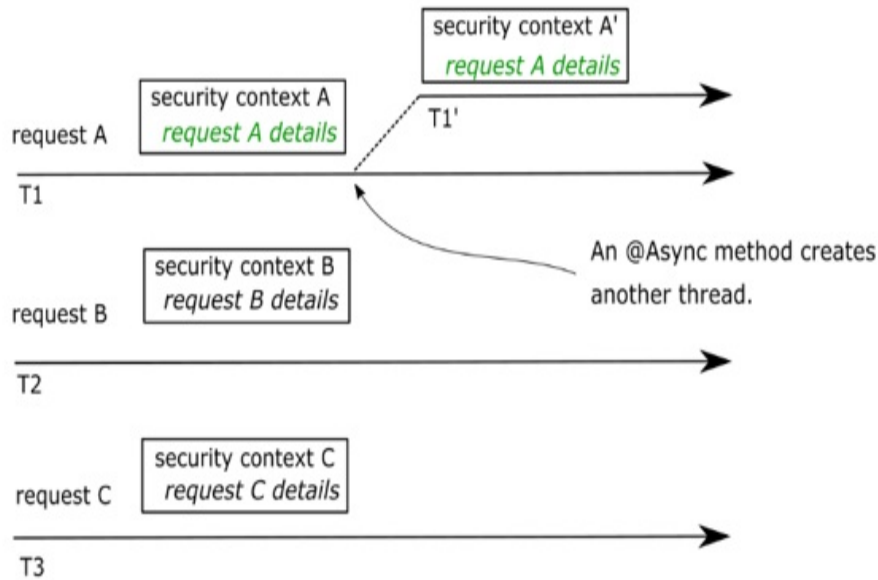 security context A'
request A details
security context A
request A details
request A
T1'
T1
An @Async method creates
another thread.
security context B
request B details
request B
T2
security context C
request C details
request C
T3